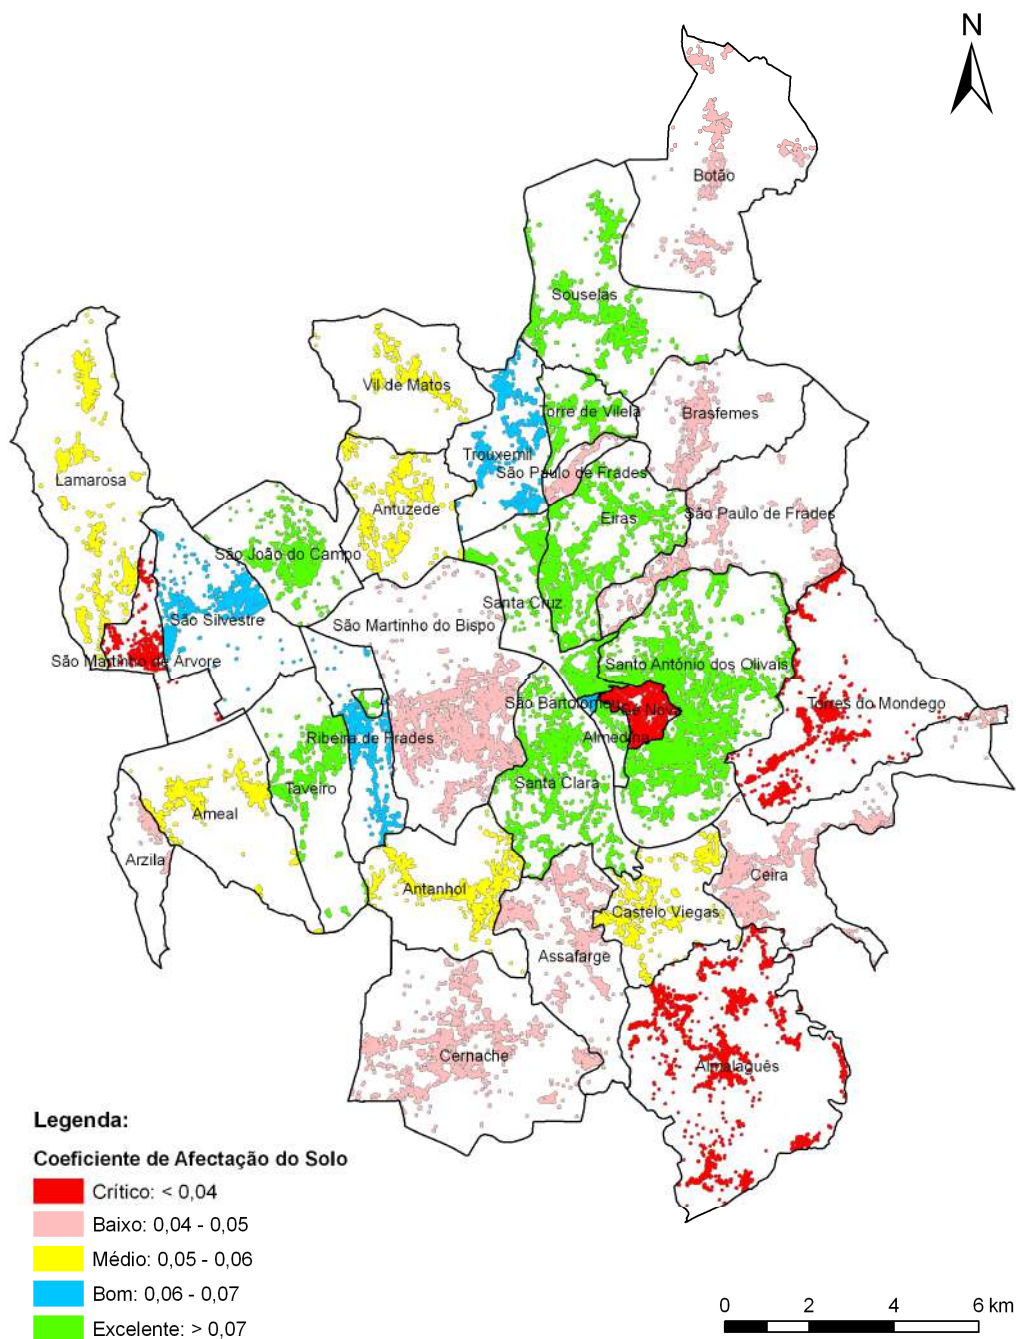 N
Botão
Souselas
Vil de Matos
Torre de Vilela
Brasfemes
Trouxemil
São Paulo de Frades
Lamarosa
Antuzede
Eiras
São Paulo de Frades
São João do Campo
Santa Cruz
São Silvestre
São Martinho do Bispo
São Martinho de Arvore
Santo António dos Olivais
São Bartolomeu
Sé Nova
Torres do Mondego
Ribeira de Frades
Almedina
Taveiro
Santa Clara
Ameal
Arzila
Ceira
Antanhol
Castelo Viegas
Assafarge
Cernache
Almalaguês
Legenda:
Coeficiente de Afectação do Solo
Crítico: < 0,04
Baixo: 0,04 - 0,05
Médio: 0,05 - 0,06
Bom: 0,06 - 0,07
Excelente: > 0,07
0 2 4 6 km